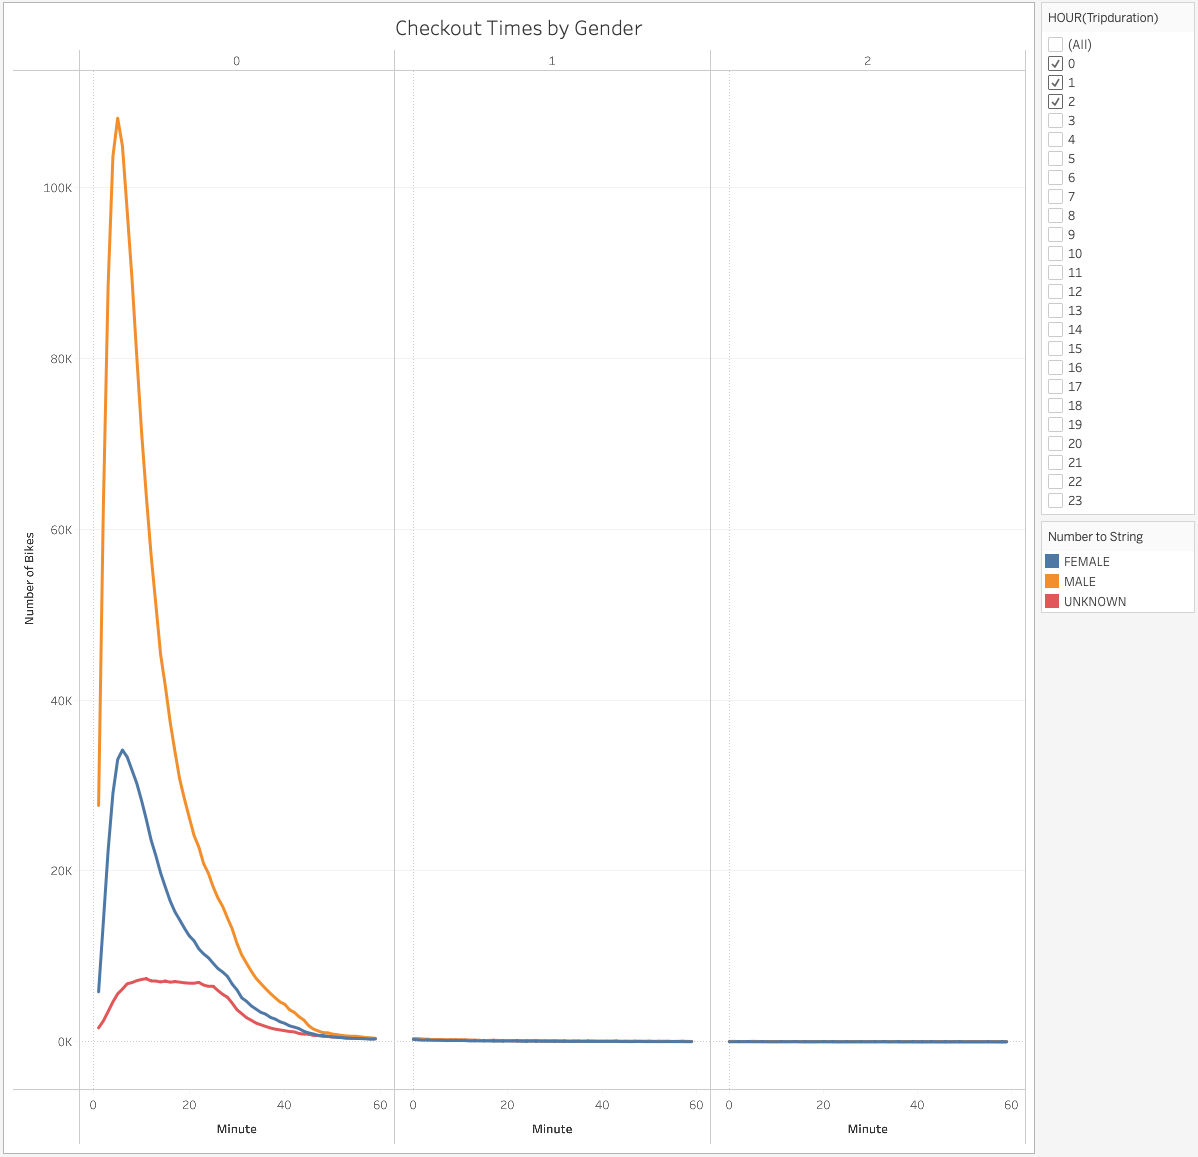 Checkout Times by Gender
0 1 2
100K
80K
60K
40K
20K
0K
Number of Bikes
0 20 40 60 0 20 40 60 0 20 40 60
Minute Minute Minute
HOUR(Tripduration)
(All)
0
1
2
3
4
5
6
7
8
9
10
11
12
13
14
15
16
17
18
19
20
21
22
23
Number to String
FEMALE
MALE
UNKNOWN